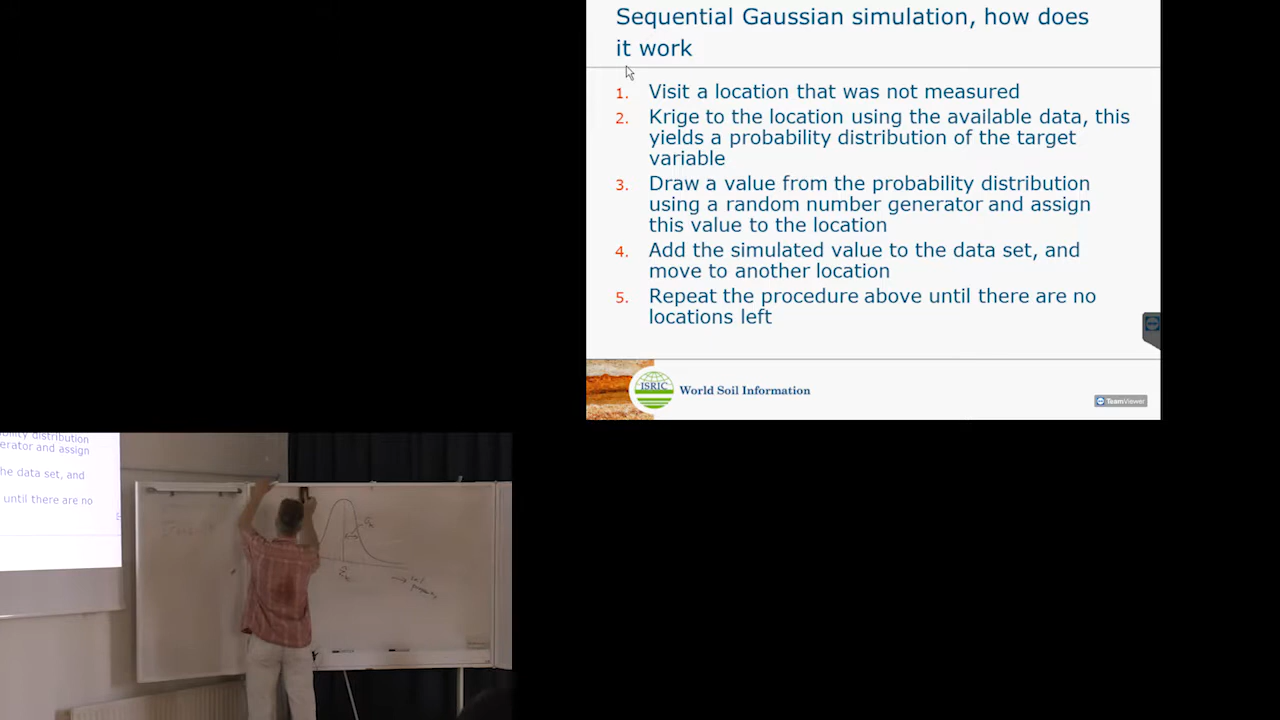 Sequential Gaussian simulation, how does
it work
1. Visit a location that was not measured
2. Krige to the location using the available data, this
yields a probability distribution of the target
variable
3. Draw a value from the probability distribution
using a random number generator and assign
this value to the location
4. Add the simulated value to the data set, and
move to another location
5. Repeat the procedure above until there are no
locations left
ISRIC World Soil Information
TeamViewer
distribution
erator and assign
he data set, and
until there are no